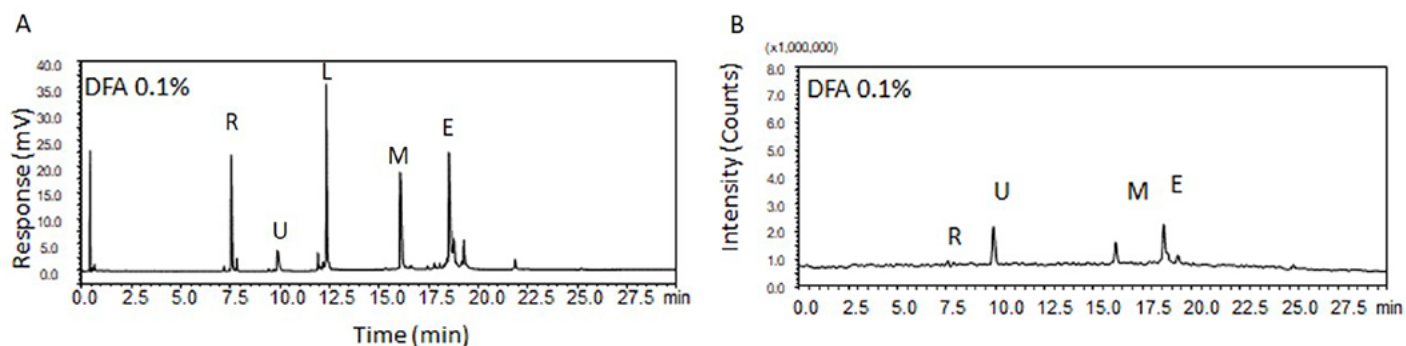 A
Response (mV)
40.0
35.0
30.0
25.0
20.0
15.0
10.0
5.0
0.0
DFA 0.1%
R
U
L
M
E
0.0 2.5 5.0 7.5 10.0 12.5 15.0 17.5 20.0 22.5 25.0 27.5 min
Time (min)
B
(x1,000,000)
Intensity (Counts)
8.0
7.0
6.0
5.0
4.0
3.0
2.0
1.0
0.0
DFA 0.1%
R
U
M
E
0.0 2.5 5.0 7.5 10.0 12.5 15.0 17.5 20.0 22.5 25.0 27.5 min